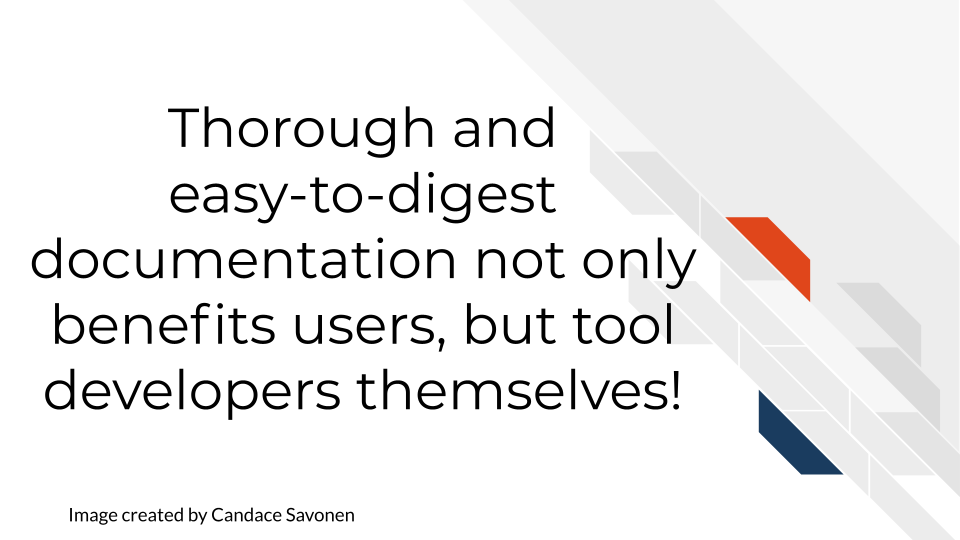 Thorough and
easy-to-digest
documentation not only
benefits users, but tool
developers themselves!
Image created by Candace Savonen